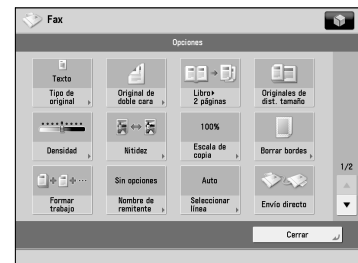 Fax
Opciones
Texto
Tipo de
original
Original de
doble cara
Libro
2 páginas
Originales de
dist. tamaño
Densidad
Nitidez
100%
Escala de
copia
Borrar bordes
1/2
Formar
trabajo
Sin opciones
Nombre de
remitente
Auto
Seleccionar
línea
Envío directo
Cerrar